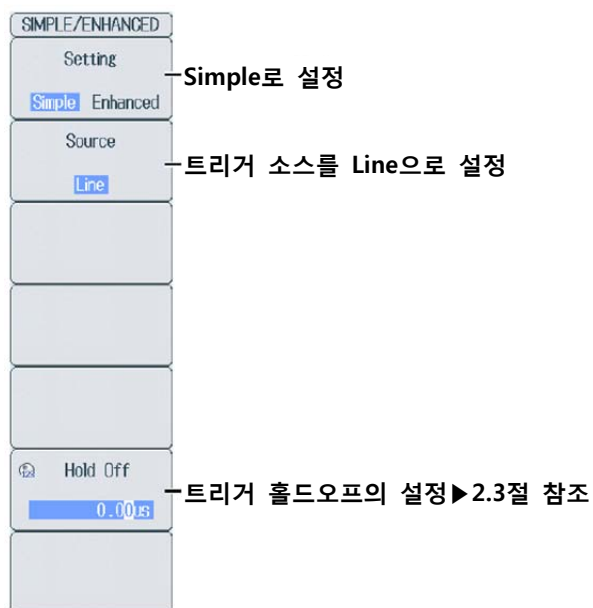 SIMPLE/ENHANCED
Setting
Simple Enhanced
Simple로 설정
Source
Line
트리거 소스를 Line으로 설정
Hold Off
0.00us
트리거 홀드오프의 설정▶2.3절 참조